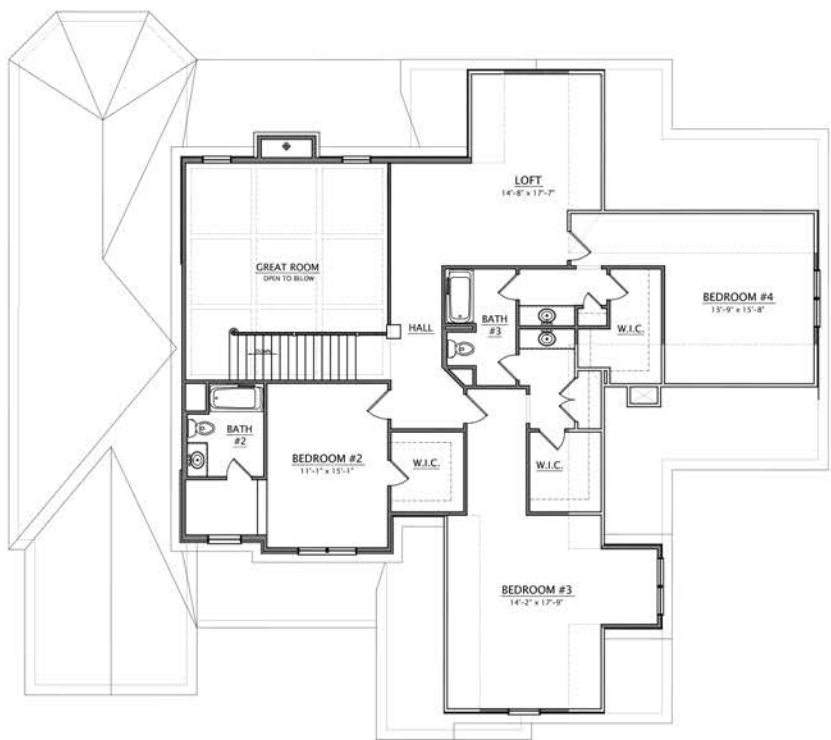 LOFT
14'-8" x 17'-7"
GREAT ROOM
OPEN TO BELOW
BEDROOM #4
13'-9" x 15'-8"
HALL
BATH
#3
W.I.C.
DOWN
BATH
#2
BEDROOM #2
11'-1" x 15'-1"
W.I.C.
W.I.C.
BEDROOM #3
14'-2" x 17'-9"